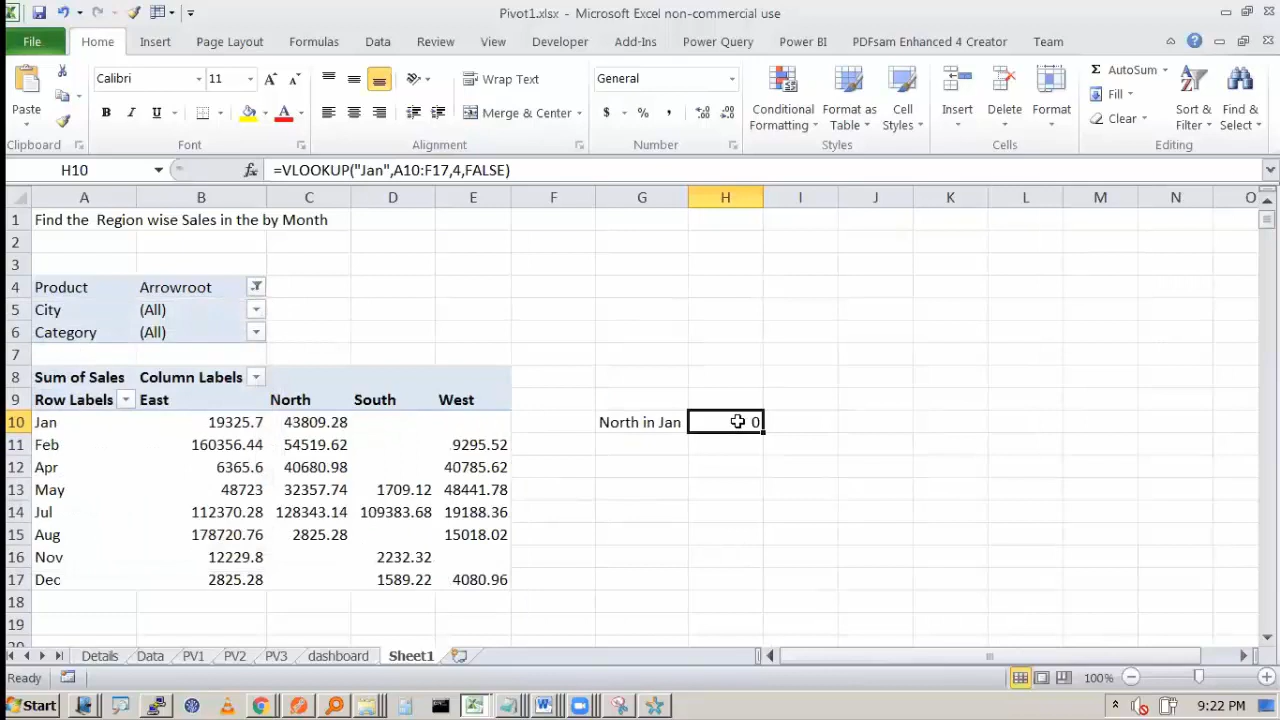 Pivot1.xlsx - Microsoft Excel non-commercial use
File Home Insert Page Layout Formulas Data Review View Developer Add-Ins Power Query Power BI PDFsam Enhanced 4 Creator Team
Paste
Calibri 11
B I U A
Wrap Text
Merge & Center
General
$ % ,
Conditional Formatting
Format as Table
Cell Styles
Insert Delete Format
AutoSum
Fill
Clear
Sort & Filter
Find & Select
Clipboard Font Alignment Number Styles Cells Editing
H10 fx =VLOOKUP("Jan",A10:F17,4,FALSE)
A B C D E F G H I J K L M N O
1 Find the Region wise Sales in the by Month
2
3
4 Product Arrowroot
5 City (All)
6 Category (All)
7
8 Sum of Sales Column Labels
9 Row Labels East North South West
10 Jan 19325.7 43809.28 North in Jan 0
11 Feb 160356.44 54519.62 9295.52
12 Apr 6365.6 40680.98 40785.62
13 May 48723 32357.74 1709.12 48441.78
14 Jul 112370.28 128343.14 109383.68 19188.36
15 Aug 178720.76 2825.28 15018.02
16 Nov 12229.8 2232.32
17 Dec 2825.28 1589.22 4080.96
18
19
Details Data PV1 PV2 PV3 dashboard Sheet1
Ready 100%
Start 9:22 PM